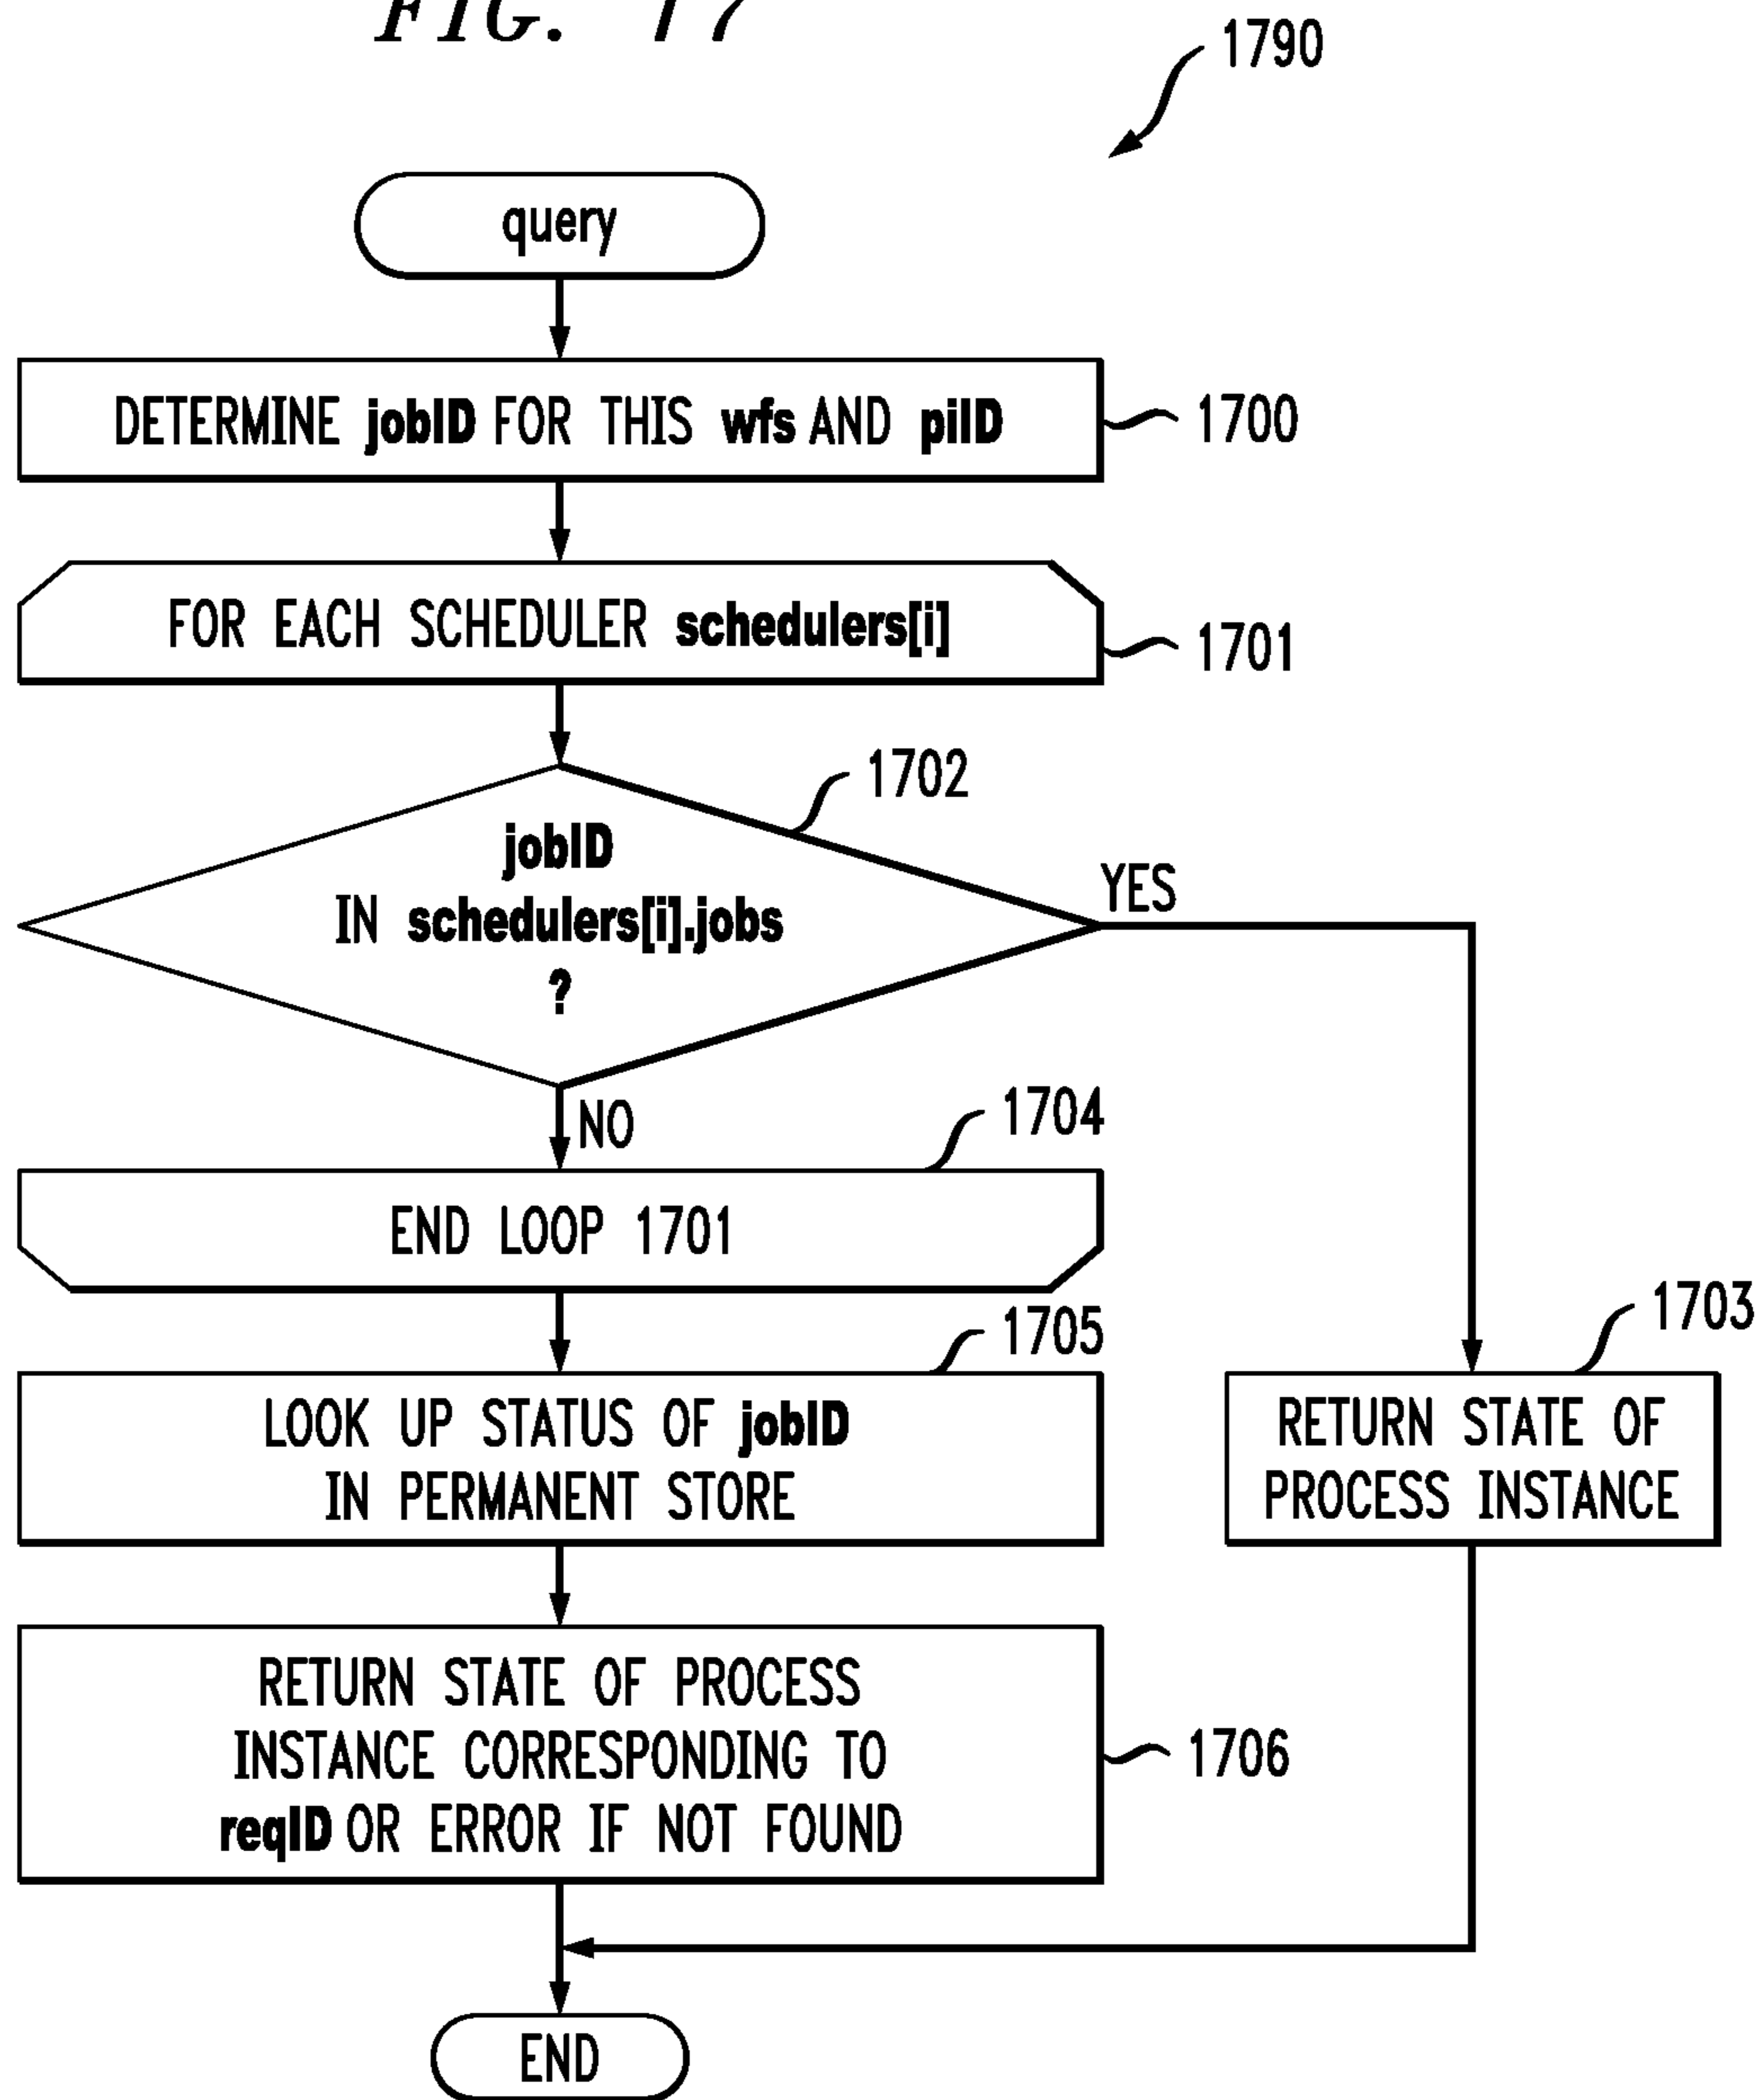 FIG. 17
1790
query
DETERMINE jobID FOR THIS wfs AND piID
1700
FOR EACH SCHEDULER schedulers[i]
1701
1702
jobID
IN schedulers[i].jobs
?
YES
NO
1704
END LOOP 1701
1705
LOOK UP STATUS OF jobID
IN PERMANENT STORE
1703
RETURN STATE OF
PROCESS INSTANCE
RETURN STATE OF PROCESS
INSTANCE CORRESPONDING TO
reqID OR ERROR IF NOT FOUND
1706
END